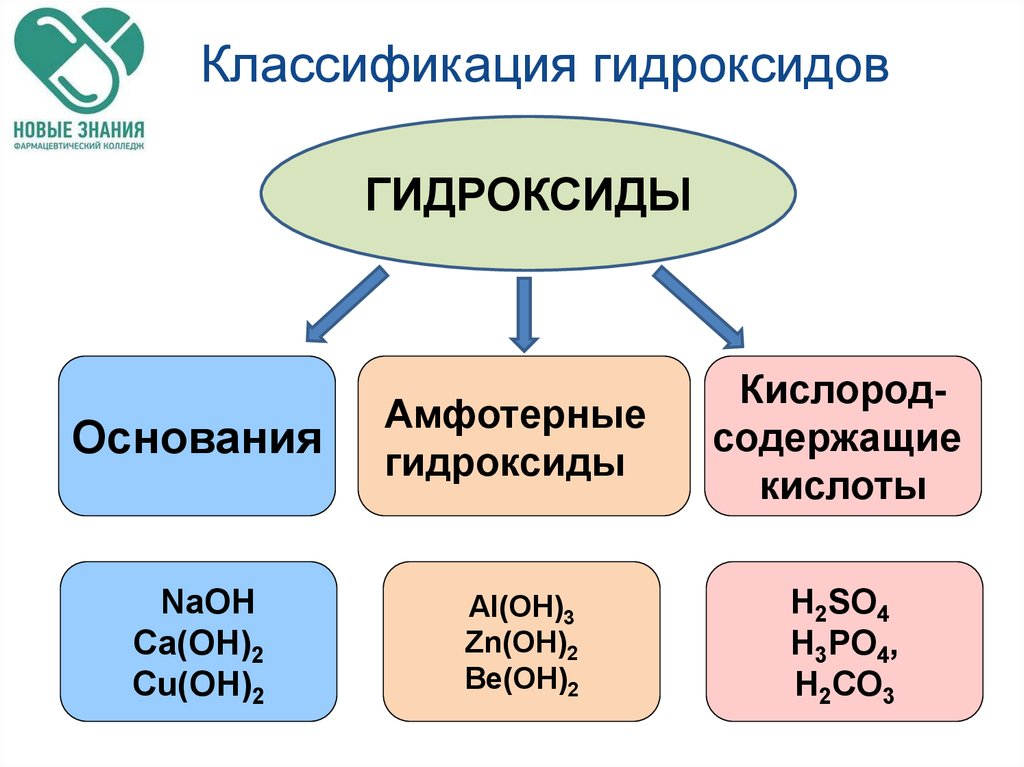 НОВЫЕ ЗНАНИЯ
ФАРМАЦЕВТИЧЕСКИЙ КОЛЛЕДЖ
Классификация гидроксидов
ГИДРОКСИДЫ
Основания
Амфотерные
гидроксиды
Кислород-
содержащие
кислоты
NaOH
Ca(OH)₂
Cu(OH)₂
Al(OH)₃
Zn(OH)₂
Be(OH)₂
H₂SO₄
H₃PO₄,
H₂CO₃